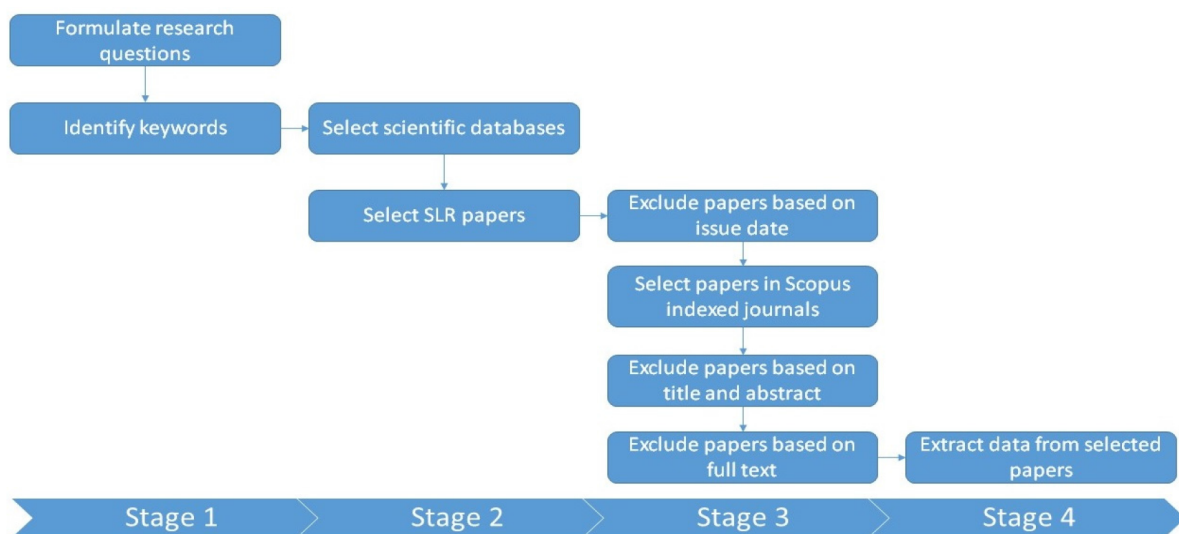 Formulate research
questions
Identify keywords
Select scientific databases
Select SLR papers
Exclude papers based on
issue date
Select papers in Scopus
indexed journals
Exclude papers based on
title and abstract
Exclude papers based on
full text
Extract data from selected
papers
Stage 1
Stage 2
Stage 3
Stage 4